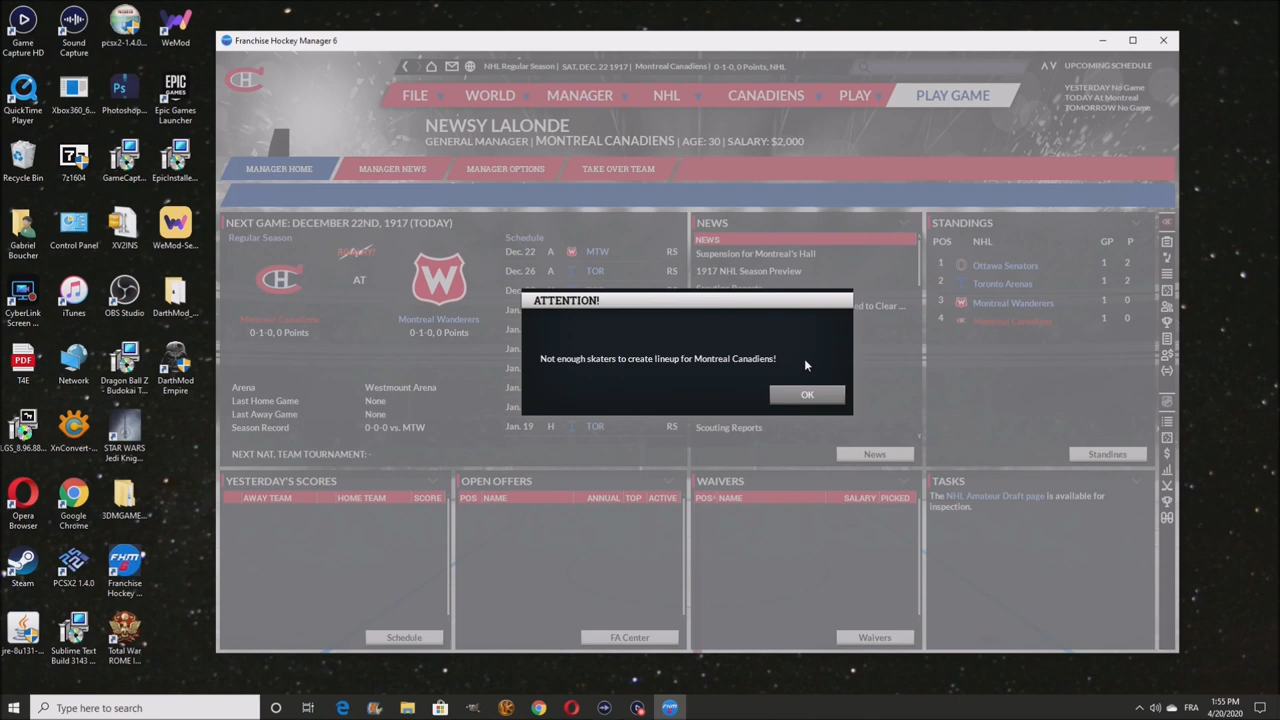 Game Capture HD
Sound Capture
pcsx2-1.4.0...
WeMod
QuickTime Player
Xbox360_6...
Photoshop...
Epic Games Launcher
Recycle Bin
7z1604
GameCapt...
EpicInstalle...
Gabriel Boucher
Control Panel
XV2INS
WeMod-Se...
CyberLink Screen ...
iTunes
OBS Studio
DarthMod_...
T4E
Network
Dragon Ball Z - Budokai T...
DarthMod Empire
LGS_8.96.88...
XnConvert-...
STAR WARS Jedi Knig...
Opera Browser
Google Chrome
3DMGAME...
Steam
PCSX2 1.4.0
Franchise Hockey ...
jre-8u131-...
Sublime Text Build 3143 ...
Total War ROME I...
Franchise Hockey Manager 6
NHL Regular Season | SAT. DEC. 22 1917 | Montreal Canadiens | 0-1-0, 0 Points, NHL
UPCOMING SCHEDULE
YESTERDAY No Game
TODAY At Montreal
TOMORROW No Game
FILE WORLD MANAGER NHL CANADIENS PLAY PLAY GAME
NEWSY LALONDE
GENERAL MANAGER | MONTREAL CANADIENS | AGE: 30 | SALARY: $2,000
MANAGER HOME MANAGER NEWS MANAGER OPTIONS TAKE OVER TEAM
NEXT GAME: DECEMBER 22ND, 1917 (TODAY)
Regular Season
AT
Montreal Canadiens
0-1-0, 0 Points
Montreal Wanderers
0-1-0, 0 Points
Arena Westmount Arena
Last Home Game None
Last Away Game None
Season Record 0-0-0 vs. MTW
NEXT NAT. TEAM TOURNAMENT: -
Schedule
Dec. 22 A MTW RS
Dec. 26 A TOR RS
Jan. 19 H TOR RS
NEWS
NEWS
Suspension for Montreal's Hall
1917 NHL Season Preview
Scouting Reports
News
STANDINGS
POS NHL GP P
1 Ottawa Senators 1 2
2 Toronto Arenas 1 2
3 Montreal Wanderers 1 0
4 Montreal Canadiens 1 0
Standings
ATTENTION!
Not enough skaters to create lineup for Montreal Canadiens!
OK
YESTERDAY'S SCORES
AWAY TEAM HOME TEAM SCORE
Schedule
OPEN OFFERS
POS NAME ANNUAL TOP ACTIVE
FA Center
WAIVERS
POS^ NAME SALARY PICKED
Waivers
TASKS
The NHL Amateur Draft page is available for
inspection.
Type here to search
FRA
1:55 PM
4/20/2020